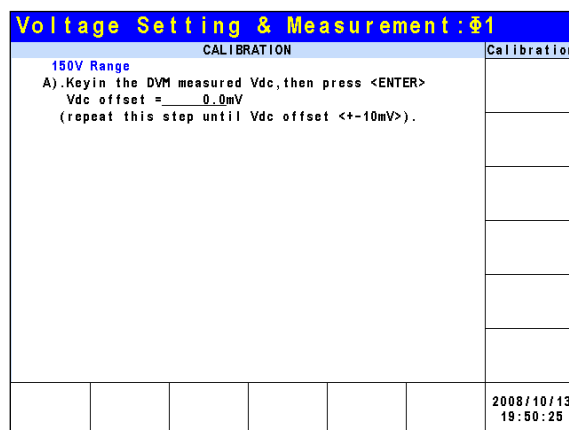 Voltage Setting & Measurement:Φ1
CALIBRATION
Calibration
150V Range
A).Keyin the DVM measured Vdc,then press <ENTER>
Vdc offset = 0.0mV
(repeat this step until Vdc offset <+-10mV>).
2008/10/13
19:50:25